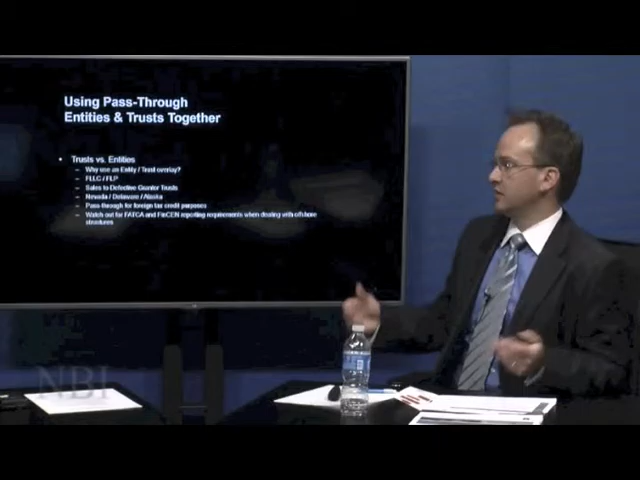 Using Pass-Through
Entities & Trusts Together
• Trusts vs. Entities
– Why use an Entity / Trust overlay?
– FLLC / FLP
– Sales to Defective Grantor Trusts
– Nevada / Delaware / Alaska
– Pass-through for foreign tax credit purposes
– Watch out for FATCA and FinCEN reporting requirements when dealing with offshore
structures
NBI